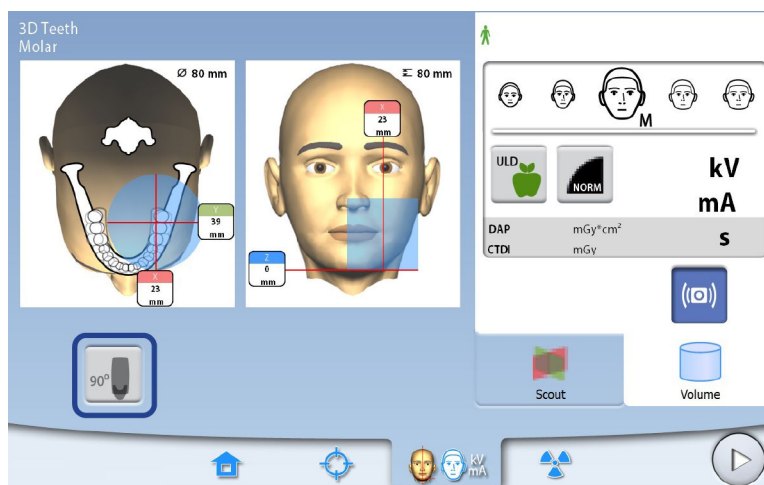 3D Teeth
Molar
Ø 80 mm
80 mm
X
23
mm
Y
39
mm
X
23
mm
Z
0
mm
M
ULD
NORM
kV
mA
DAP mGy*cm²
CTDI mGy
s
90°
Scout
Volume
kV
mA